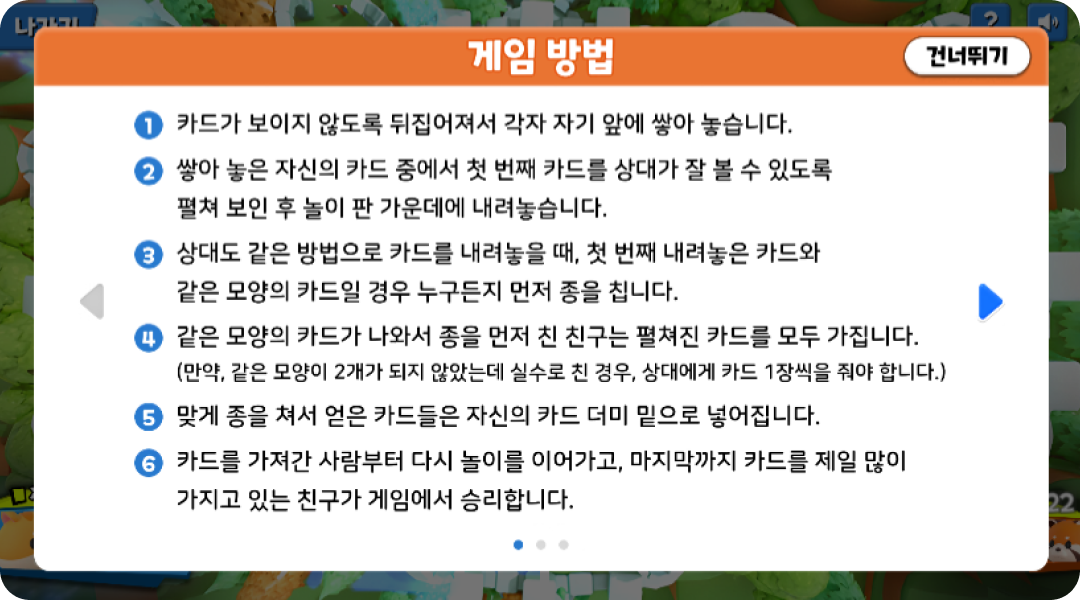 나가기
?
게임 방법
건너뛰기
1 카드가 보이지 않도록 뒤집어져서 각자 자기 앞에 쌓아 놓습니다.
2 쌓아 놓은 자신의 카드 중에서 첫 번째 카드를 상대가 잘 볼 수 있도록
펼쳐 보인 후 놀이 판 가운데에 내려놓습니다.
3 상대도 같은 방법으로 카드를 내려놓을 때, 첫 번째 내려놓은 카드와
같은 모양의 카드일 경우 누구든지 먼저 종을 칩니다.
4 같은 모양의 카드가 나와서 종을 먼저 친 친구는 펼쳐진 카드를 모두 가집니다.
(만약, 같은 모양이 2개가 되지 않았는데 실수로 친 경우, 상대에게 카드 1장씩을 줘야 합니다.)
5 맞게 종을 쳐서 얻은 카드들은 자신의 카드 더미 밑으로 넣어집니다.
6 카드를 가져간 사람부터 다시 놀이를 이어가고, 마지막까지 카드를 제일 많이
가지고 있는 친구가 게임에서 승리합니다.
22